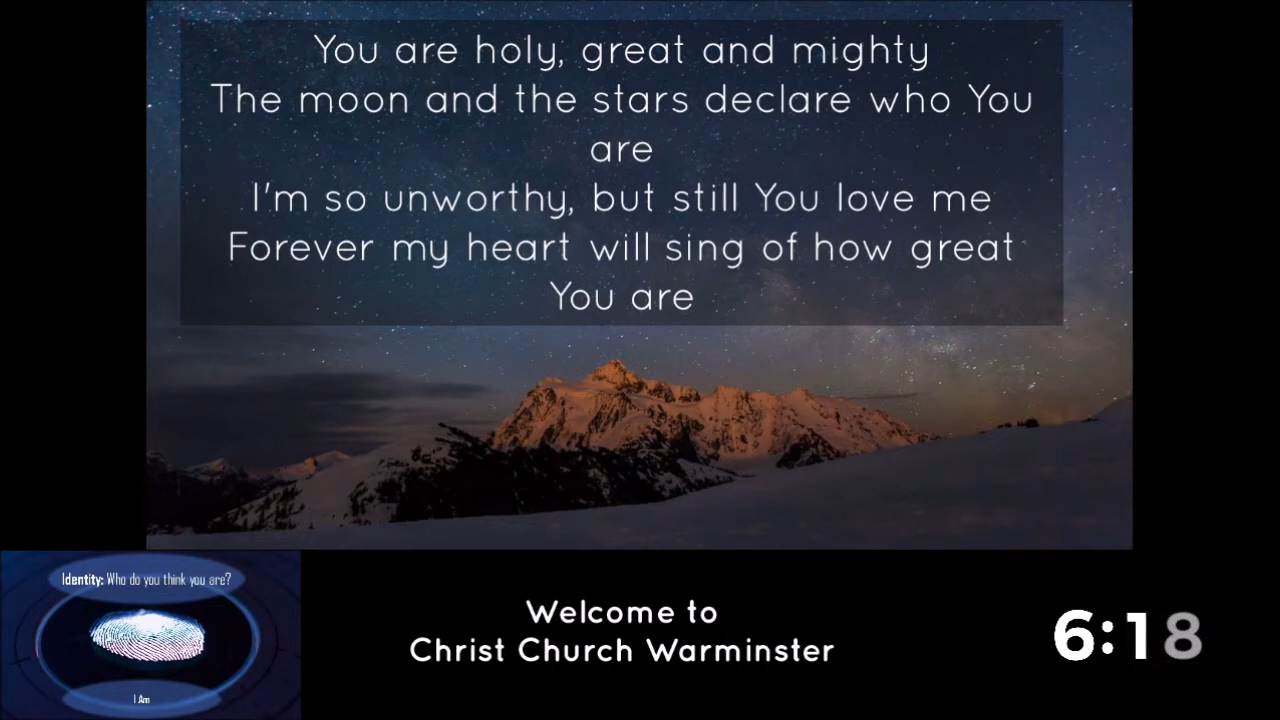 You are holy, great and mighty
The moon and the stars declare who You
are
I'm so unworthy, but still You love me
Forever my heart will sing of how great
You are
Identity: Who do you think you are?
I Am
Welcome to
Christ Church Warminster
6:18